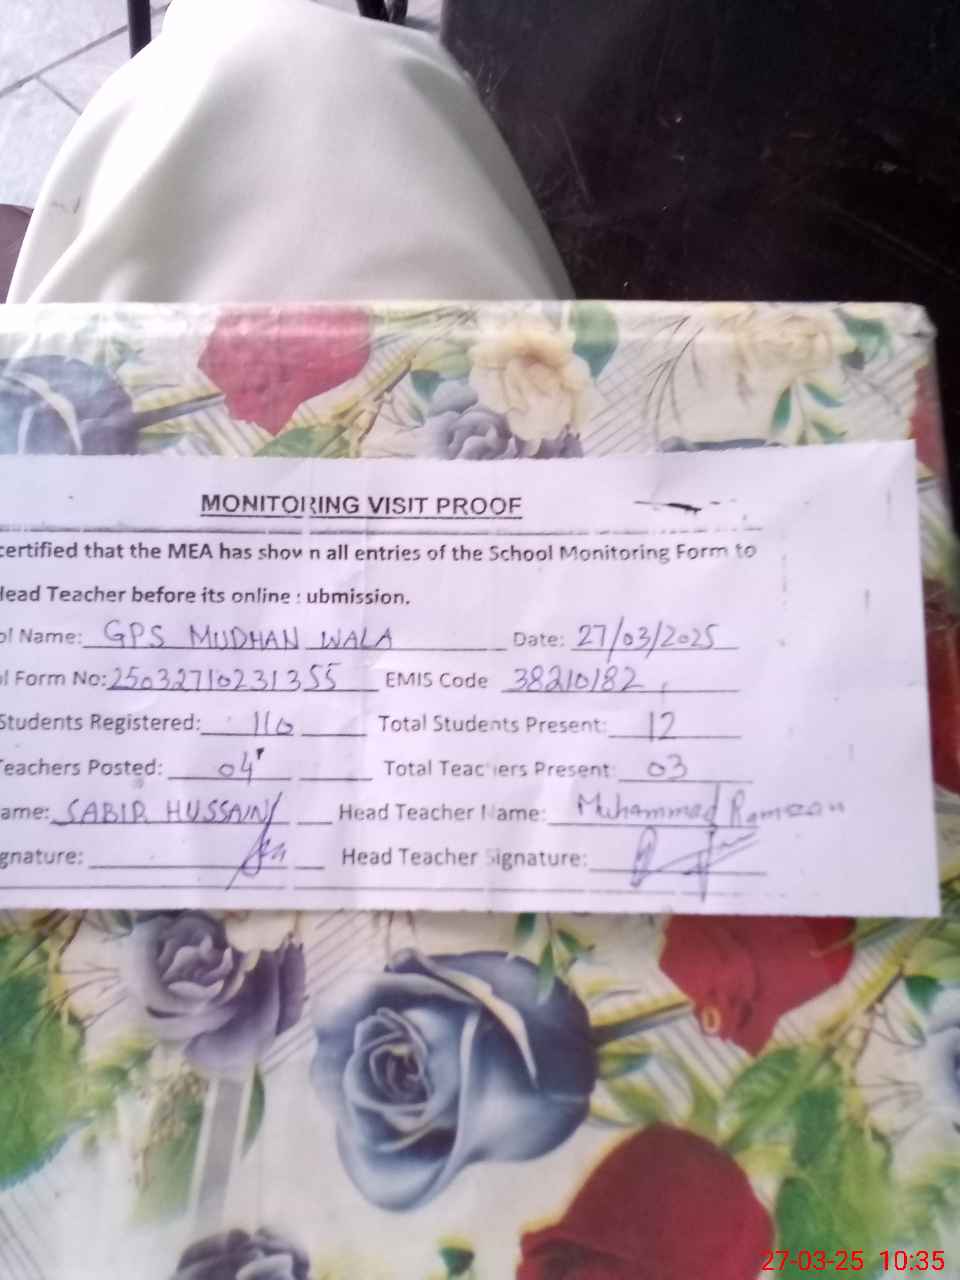 MONITORING VISIT PROOF
certified that the MEA has shown all entries of the School Monitoring Form to
Head Teacher before its online submission.
ol Name: GPS MUDHAN WALA Date: 27/03/2025
l Form No: 25032710231355 EMIS Code 38210182
Students Registered: 110 Total Students Present: 12
Teachers Posted: 04 Total Teachers Present: 03
ame: SABIR HUSSAIN Head Teacher Name: Muhammad Ramzan
gnature: Head Teacher Signature:
27-03-25 10:35